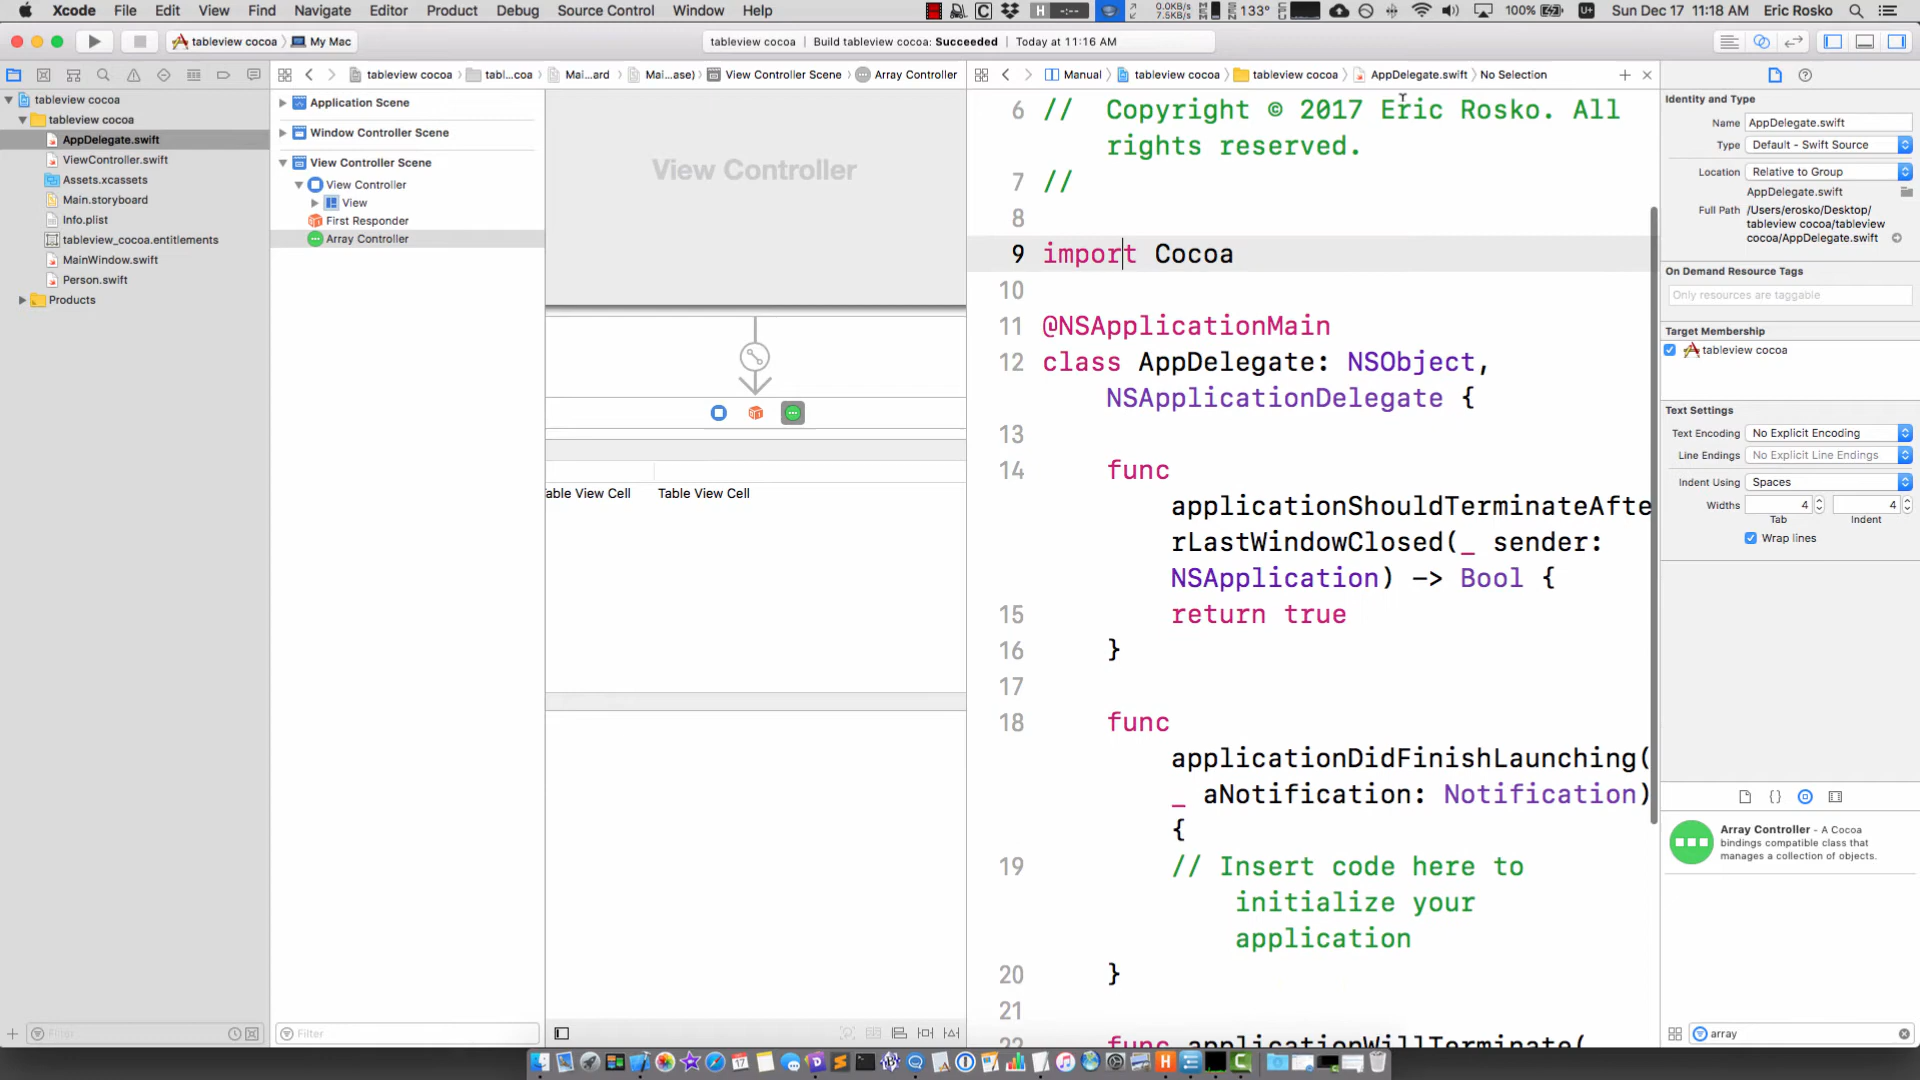 Xcode File Edit View Find Navigate Editor Product Debug Source Control Window Help
0.0KB/s
7.5KB/s
133° 100% Sun Dec 17 11:18 AM Eric Rosko
tableview cocoa My Mac
tableview cocoa | Build tableview cocoa: Succeeded | Today at 11:16 AM
tableview cocoa
tableview cocoa
AppDelegate.swift
ViewController.swift
Assets.xcassets
Main.storyboard
Info.plist
tableview_cocoa.entitlements
MainWindow.swift
Person.swift
Products
Filter
tableview cocoa tabl...coa Mai...ard Mai...ase) View Controller Scene Array Controller
Application Scene
Window Controller Scene
View Controller Scene
View Controller
View
First Responder
Array Controller
Filter
View Controller
able View Cell Table View Cell
Manual tableview cocoa tableview cocoa AppDelegate.swift No Selection
6 // Copyright © 2017 Eric Rosko. All
rights reserved.
7 //
8
9 import Cocoa
10
11 @NSApplicationMain
12 class AppDelegate: NSObject,
NSApplicationDelegate {
13
14 func
applicationShouldTerminateAfte
rLastWindowClosed(_ sender:
NSApplication) -> Bool {
15 return true
16 }
17
18 func
applicationDidFinishLaunching(
_ aNotification: Notification)
{
19 // Insert code here to
initialize your
application
20 }
21
22 func applicationWillTerminate(
Identity and Type
Name AppDelegate.swift
Type Default - Swift Source
Location Relative to Group
AppDelegate.swift
Full Path /Users/erosko/Desktop/
tableview cocoa/tableview
cocoa/AppDelegate.swift
On Demand Resource Tags
Only resources are taggable
Target Membership
tableview cocoa
Text Settings
Text Encoding No Explicit Encoding
Line Endings No Explicit Line Endings
Indent Using Spaces
Widths 4 4
Tab Indent
Wrap lines
Array Controller - A Cocoa
bindings compatible class that
manages a collection of objects.
array